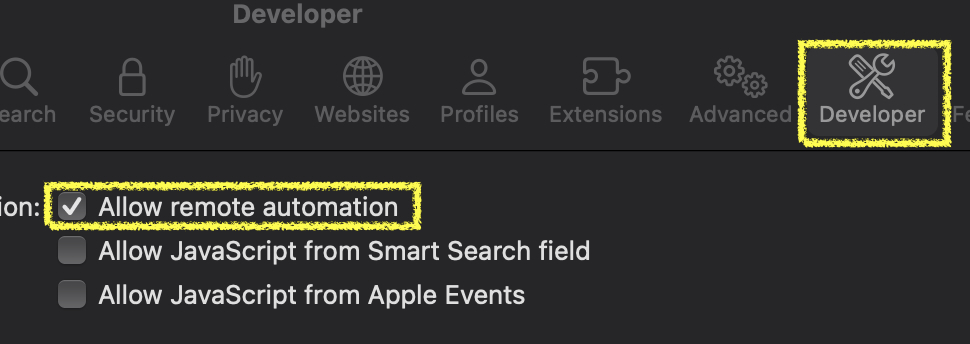 Developer
earch Security Privacy Websites Profiles Extensions Advanced Developer Fe
ion: Allow remote automation
Allow JavaScript from Smart Search field
Allow JavaScript from Apple Events